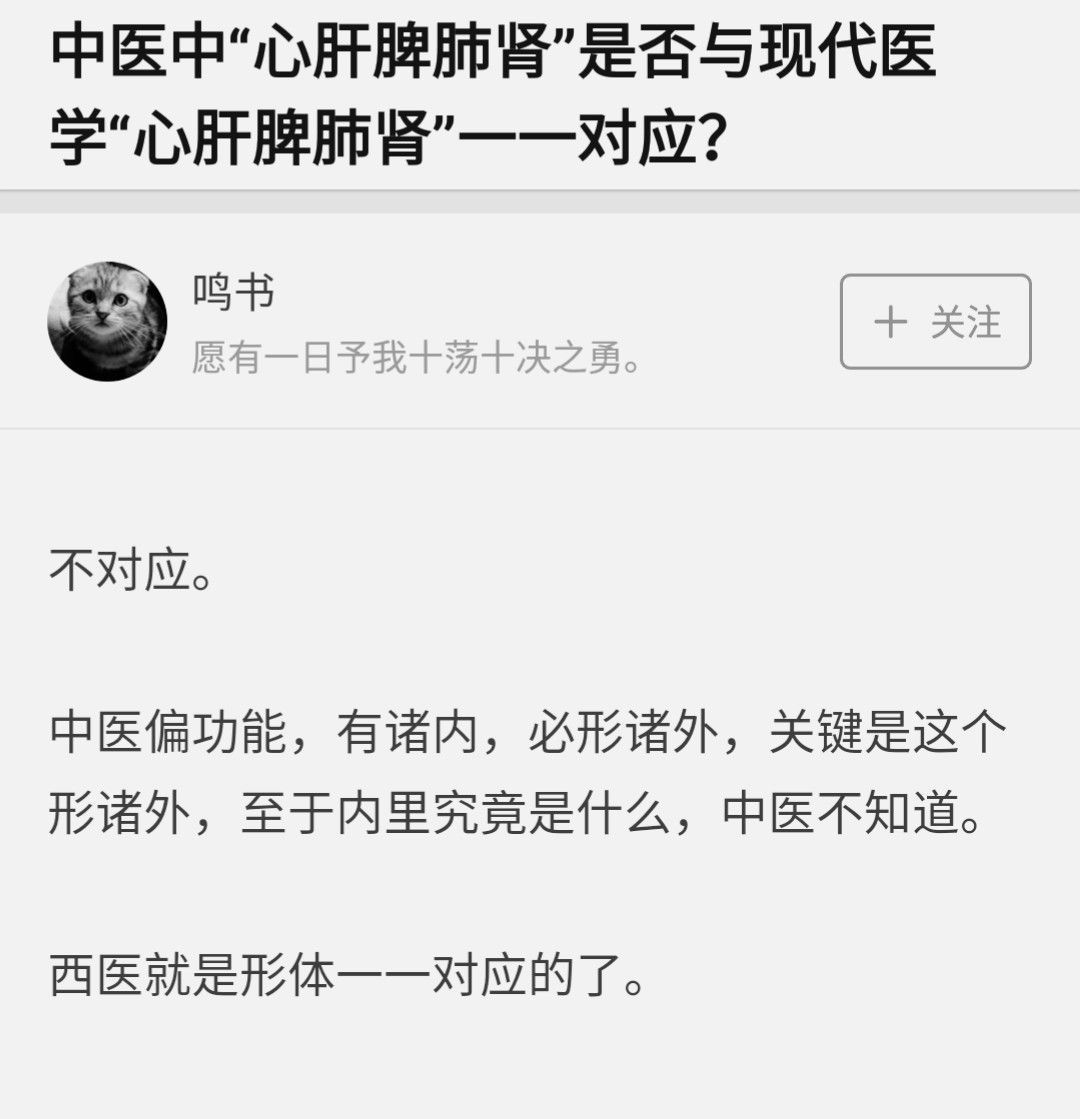 中医中“心肝脾肺肾”是否与现代医
学“心肝脾肺肾”一一对应？
鸣书
愿有一日予我十荡十决之勇。
＋ 关注
不对应。
中医偏功能，有诸内，必形诸外，关键是这个
形诸外，至于内里究竟是什么，中医不知道。
西医就是形体一一对应的了。